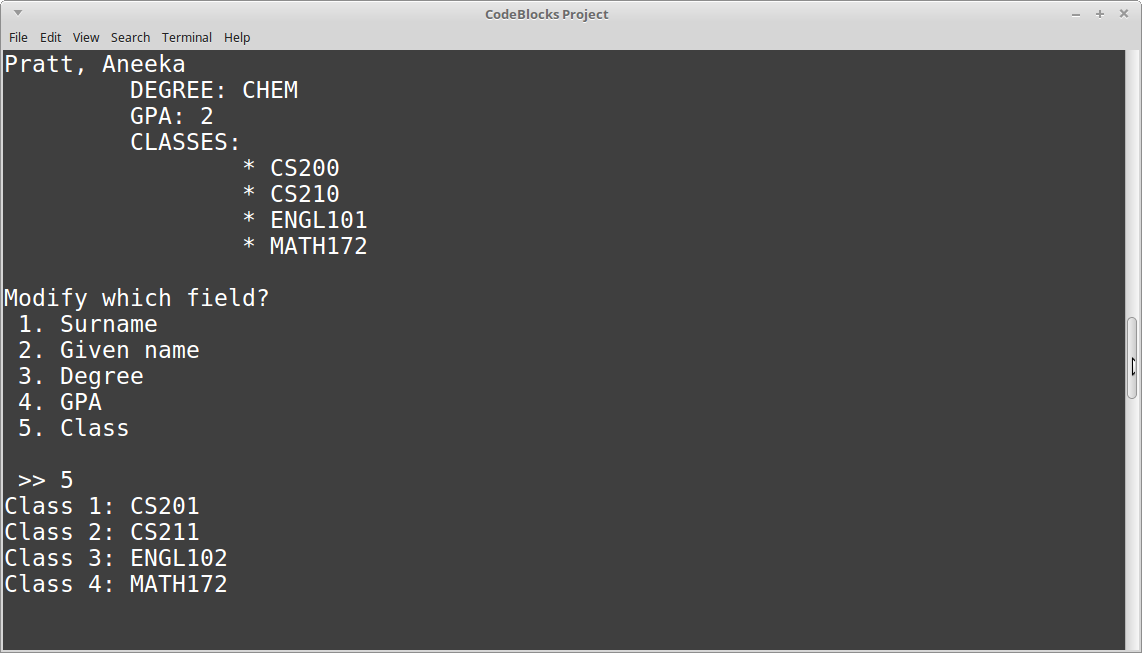 CodeBlocks Project
File Edit View Search Terminal Help
Pratt, Aneeka
DEGREE: CHEM
GPA: 2
CLASSES:
* CS200
* CS210
* ENGL101
* MATH172
Modify which field?
1. Surname
2. Given name
3. Degree
4. GPA
5. Class
>> 5
Class 1: CS201
Class 2: CS211
Class 3: ENGL102
Class 4: MATH172